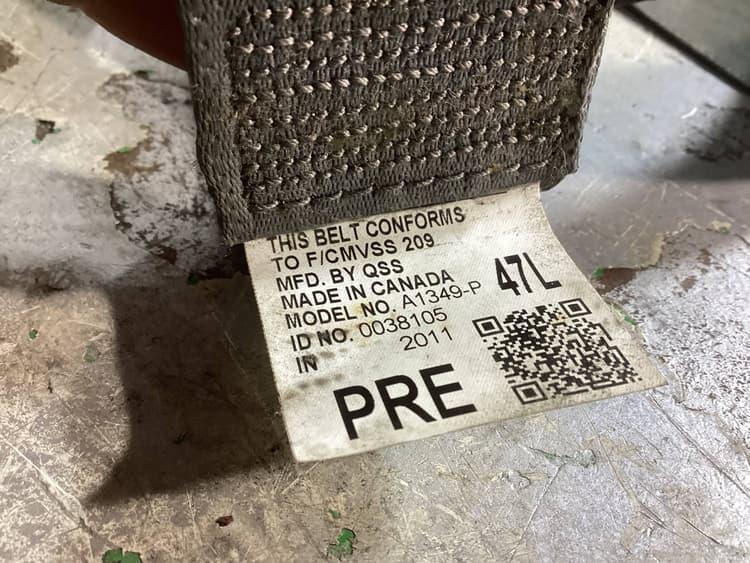 THIS BELT CONFORMS
TO F/CMVSS 209
MFD. BY QSS
MADE IN CANADA
MODEL NO. A1349-P
ID NO. 0038105
IN 2011
47L
PRE